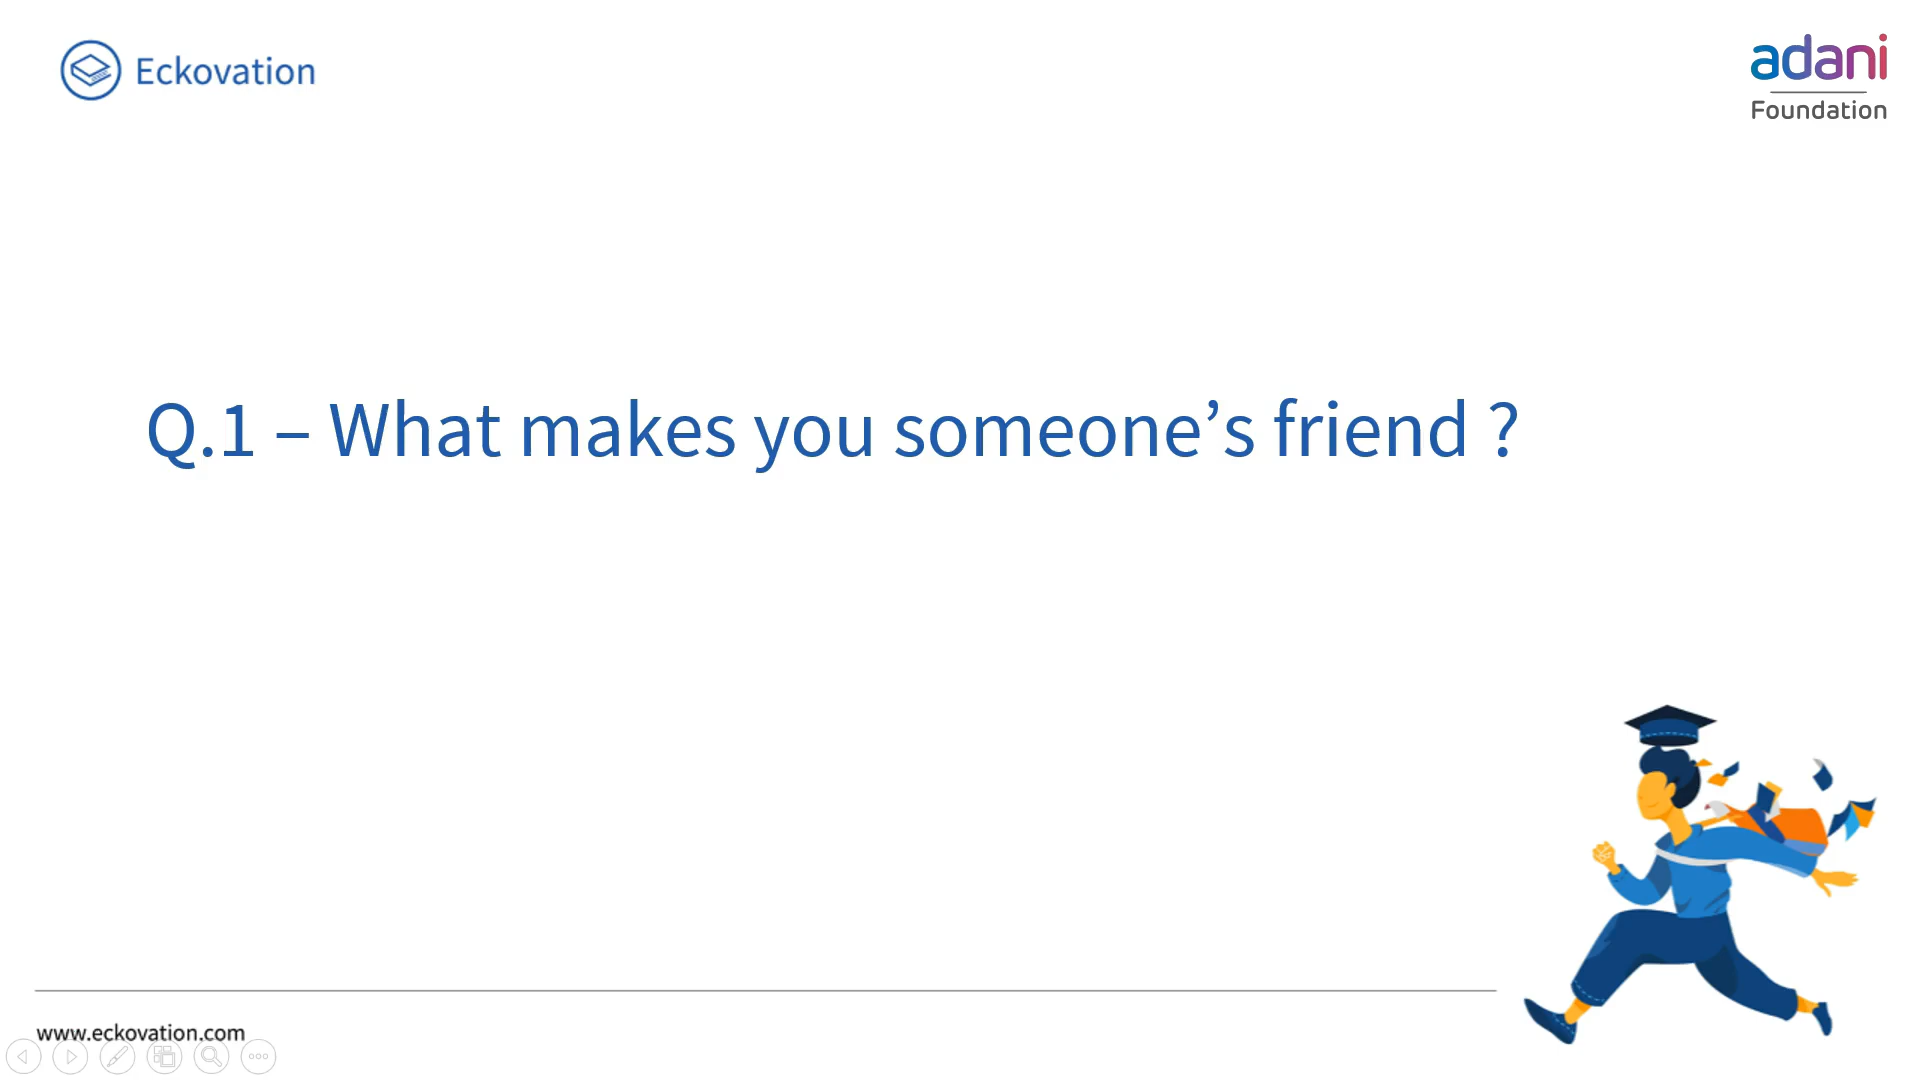 Eckovation
adani
Foundation
Q.1 – What makes you someone’s friend ?
www.eckovation.com